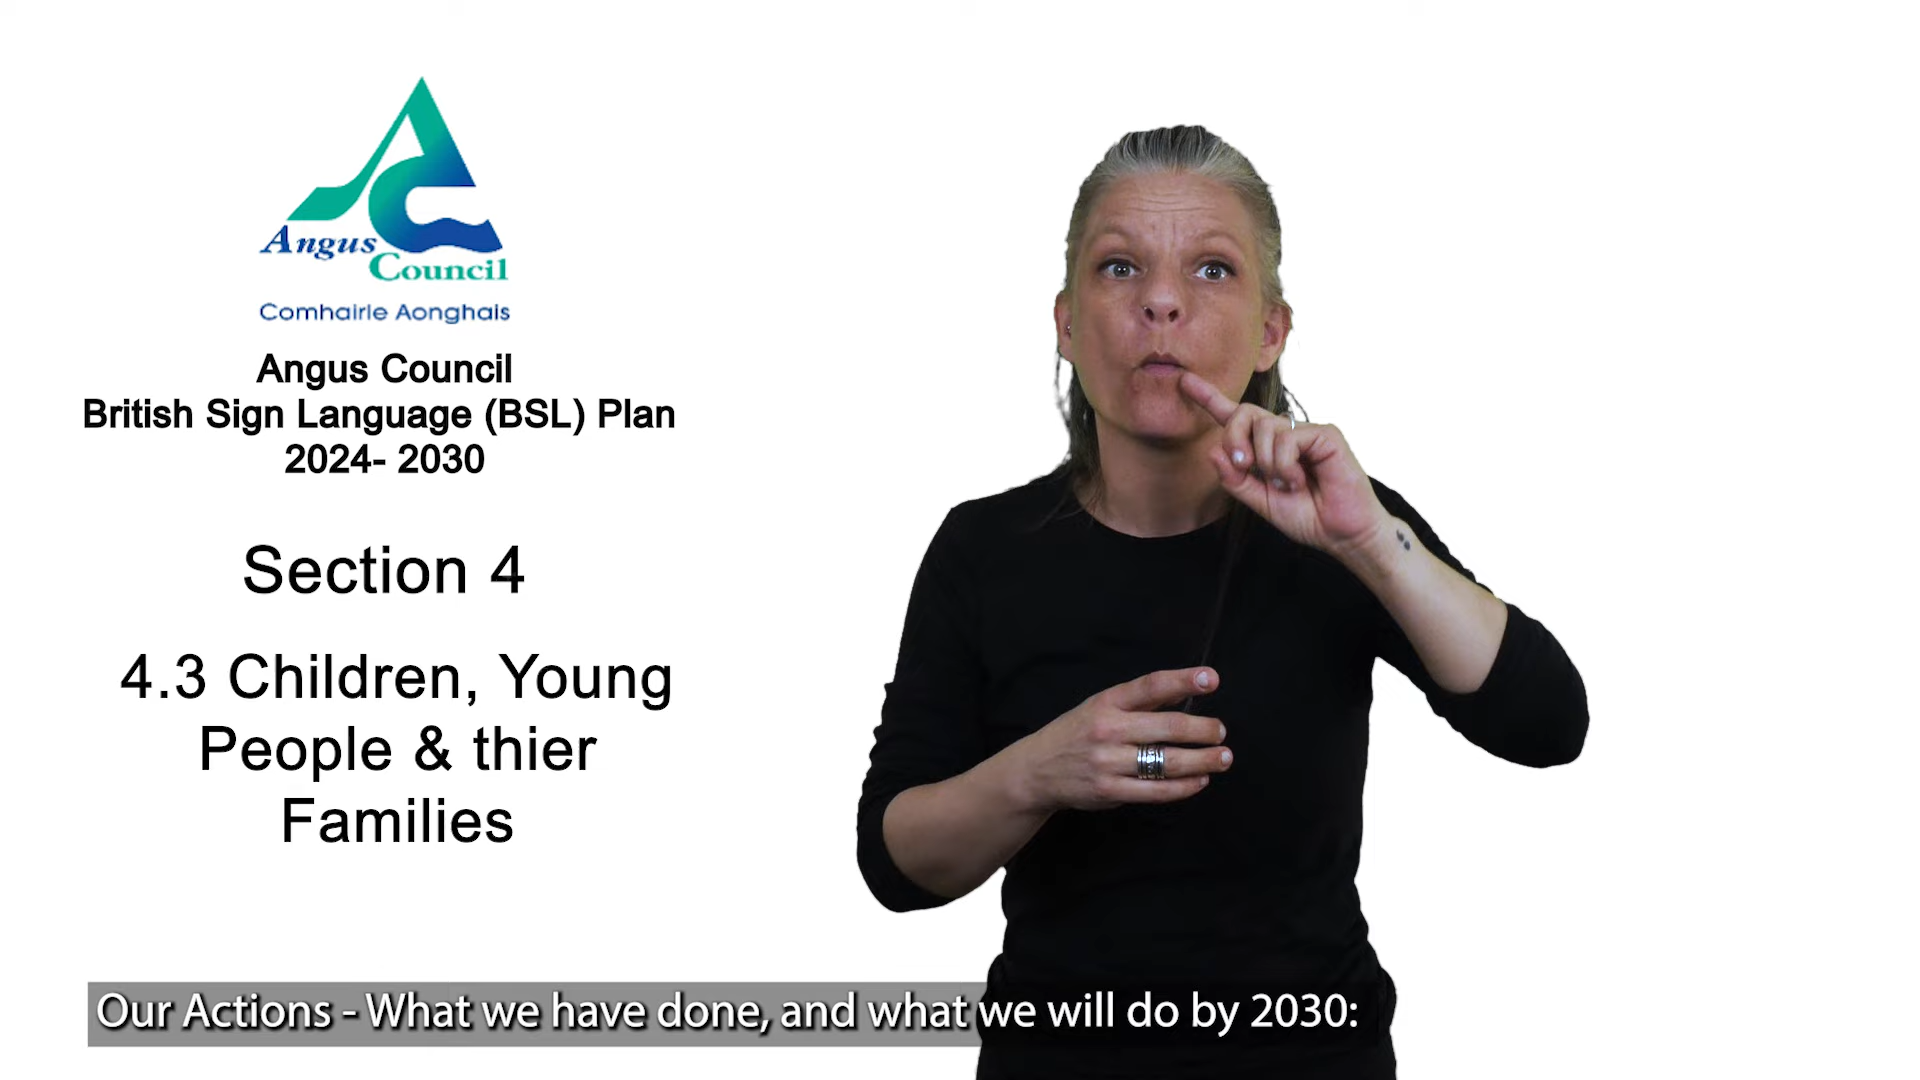 Angus
Council
Comhairle Aonghais
Angus Council
British Sign Language (BSL) Plan
2024- 2030
Section 4
4.3 Children, Young
People & thier
Families
Our Actions - What we have done, and what we will do by 2030: